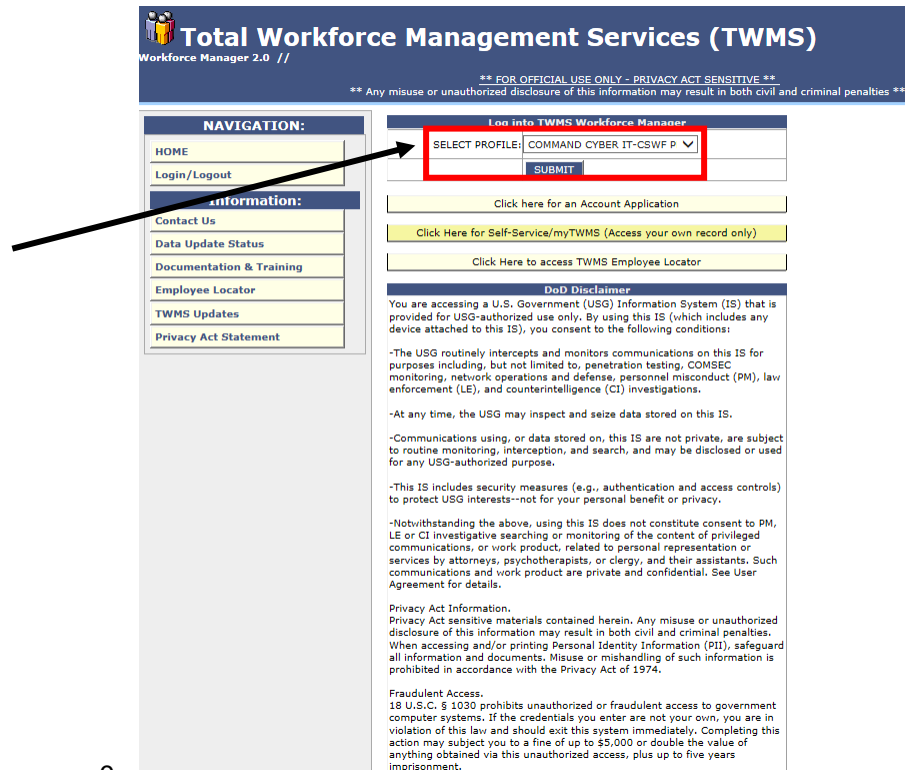 Total Workforce Management Services (TWMS)
Workforce Manager 2.0 //
** FOR OFFICIAL USE ONLY - PRIVACY ACT SENSITIVE **
** Any misuse or unauthorized disclosure of this information may result in both civil and criminal penalties **
NAVIGATION:
HOME
Login/Logout
Information:
Contact Us
Data Update Status
Documentation & Training
Employee Locator
TWMS Updates
Privacy Act Statement
Log into TWMS Workforce Manager
SELECT PROFILE: COMMAND CYBER IT-CSWF P
SUBMIT
Click here for an Account Application
Click Here for Self-Service/myTWMS (Access your own record only)
Click Here to access TWMS Employee Locator
DoD Disclaimer
You are accessing a U.S. Government (USG) Information System (IS) that is
provided for USG-authorized use only. By using this IS (which includes any
device attached to this IS), you consent to the following conditions:
-The USG routinely intercepts and monitors communications on this IS for
purposes including, but not limited to, penetration testing, COMSEC
monitoring, network operations and defense, personnel misconduct (PM), law
enforcement (LE), and counterintelligence (CI) investigations.
-At any time, the USG may inspect and seize data stored on this IS.
-Communications using, or data stored on, this IS are not private, are subject
to routine monitoring, interception, and search, and may be disclosed or used
for any USG-authorized purpose.
-This IS includes security measures (e.g., authentication and access controls)
to protect USG interests--not for your personal benefit or privacy.
-Notwithstanding the above, using this IS does not constitute consent to PM,
LE or CI investigative searching or monitoring of the content of privileged
communications, or work product, related to personal representation or
services by attorneys, psychotherapists, or clergy, and their assistants. Such
communications and work product are private and confidential. See User
Agreement for details.
Privacy Act Information.
Privacy Act sensitive materials contained herein. Any misuse or unauthorized
disclosure of this information may result in both civil and criminal penalties.
When accessing and/or printing Personal Identity Information (PII), safeguard
all information and documents. Misuse or mishandling of such information is
prohibited in accordance with the Privacy Act of 1974.
Fraudulent Access.
18 U.S.C. § 1030 prohibits unauthorized or fraudulent access to government
computer systems. If the credentials you enter are not your own, you are in
violation of this law and should exit this system immediately. Completing this
action may subject you to a fine of up to $5,000 or double the value of
anything obtained via this unauthorized access, plus up to five years
imprisonment.